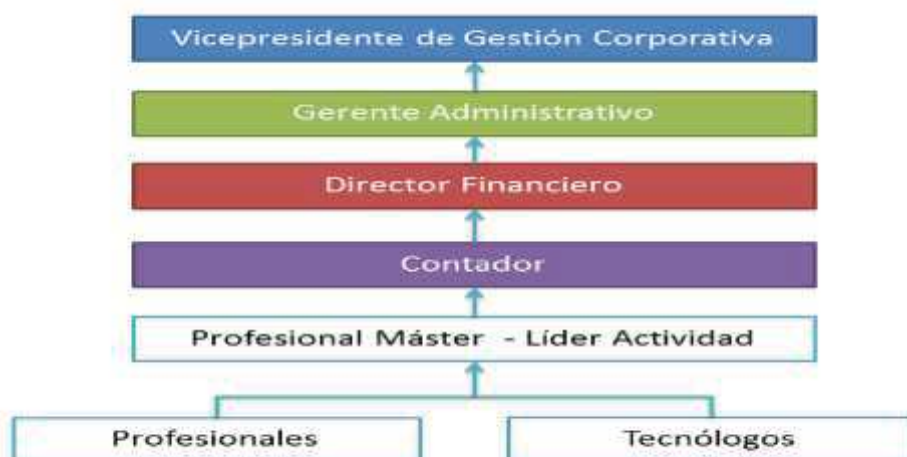 Vicepresidente de Gestión Corporativa
Gerente Administrativo
Director Financiero
Contador
Profesional Máster - Líder Actividad
Profesionales
Tecnólogos